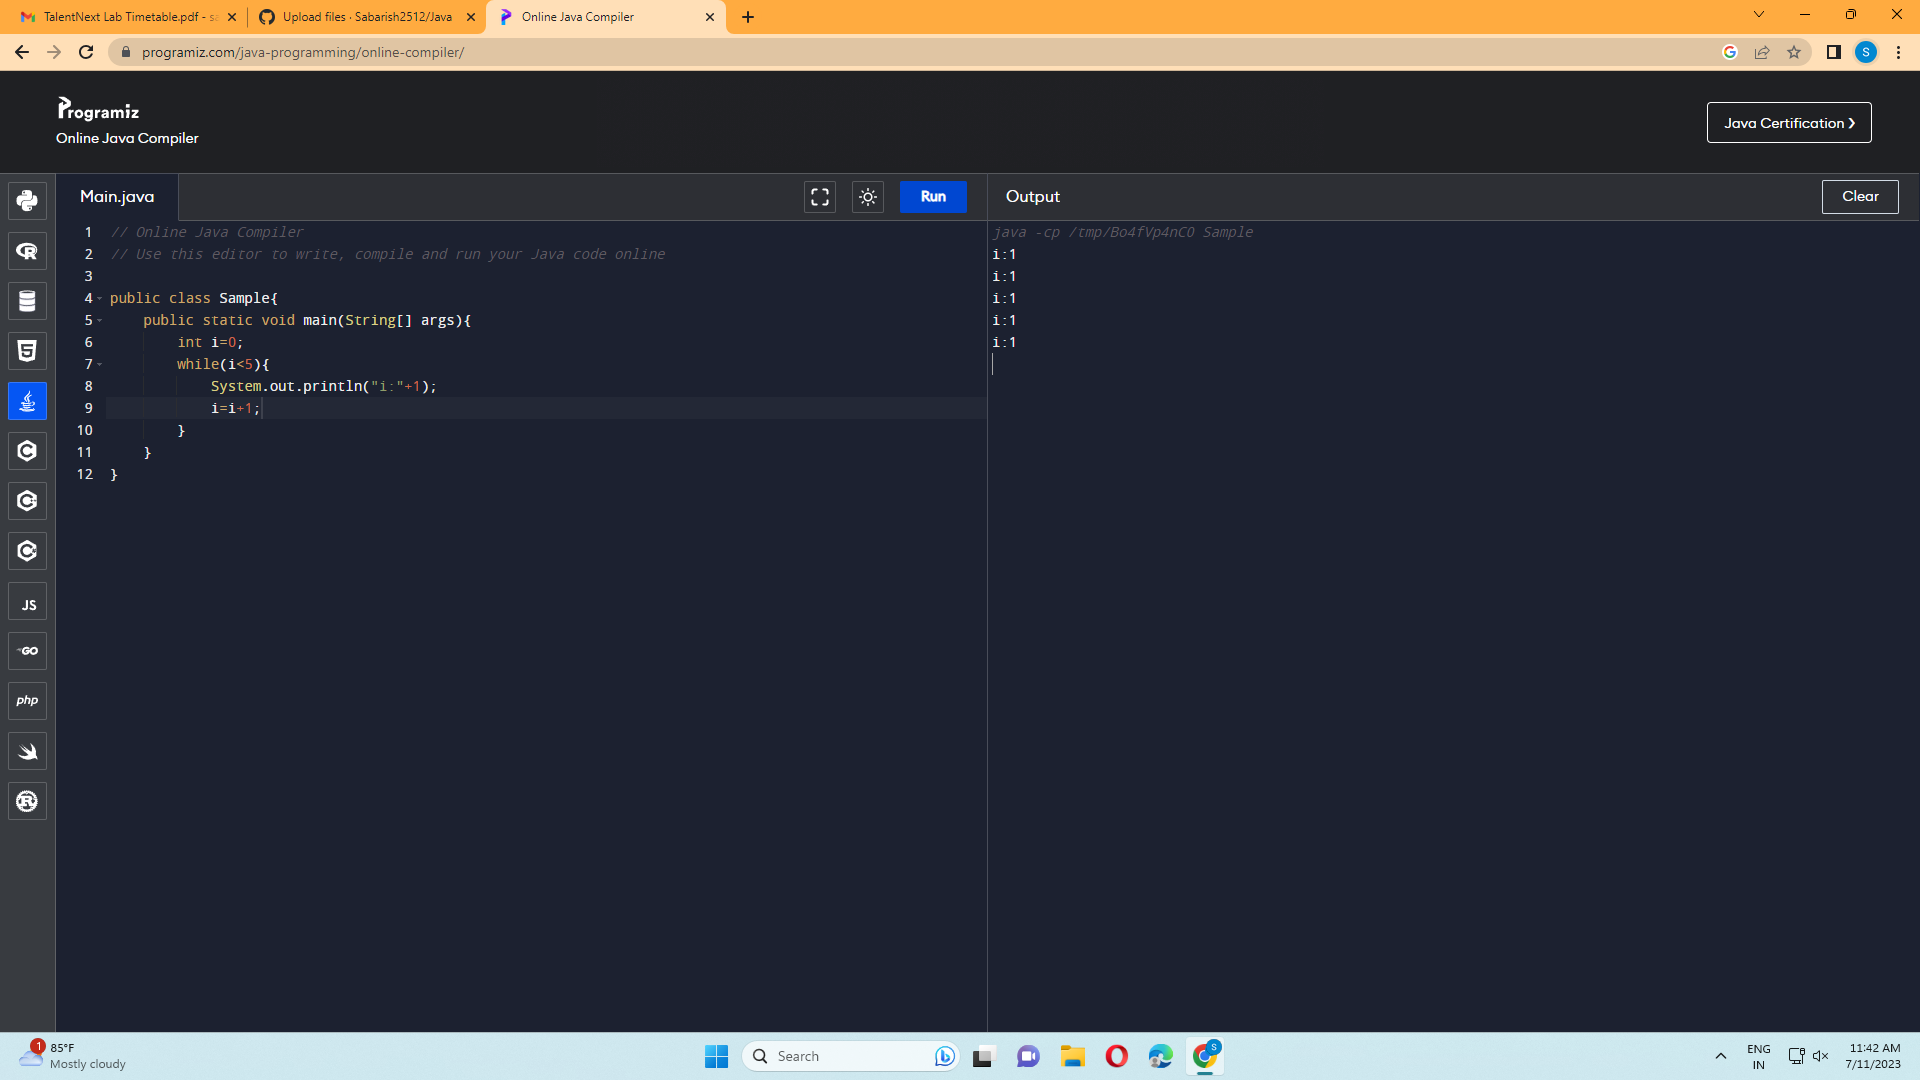 TalentNext Lab Timetable.pdf - sa
Upload files · Sabarish2512/Java
Online Java Compiler
programiz.com/java-programming/online-compiler/
S
Programiz
Online Java Compiler
Java Certification ❯
Main.java
Run
Output
Clear
1 // Online Java Compiler
2 // Use this editor to write, compile and run your Java code online
3
4 public class Sample{
5     public static void main(String[] args){
6         int i=0;
7         while(i<5){
8             System.out.println("i:"+1);
9             i=i+1;
10         }
11     }
12 }
java -cp /tmp/Bo4fVp4nCO Sample
i:1
i:1
i:1
i:1
i:1
JS
GO
php
1
85°F
Mostly cloudy
Search
S
ENG
IN
11:42 AM
7/11/2023